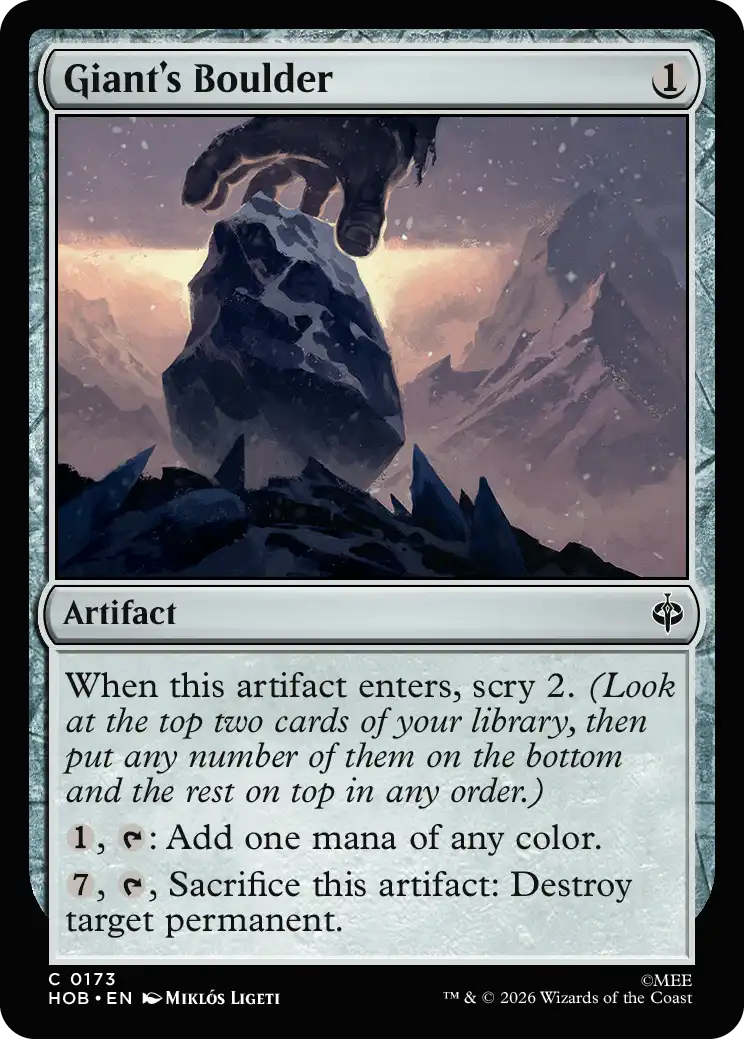 Giant's Boulder 1
Artifact
When this artifact enters, scry 2. (Look
at the top two cards of your library, then
put any number of them on the bottom
and the rest on top in any order.)
1, : Add one mana of any color.
7, , Sacrifice this artifact: Destroy
target permanent.
C 0173
©MEE
HOB • EN Miklós Ligeti
™ & © 2026 Wizards of the Coast